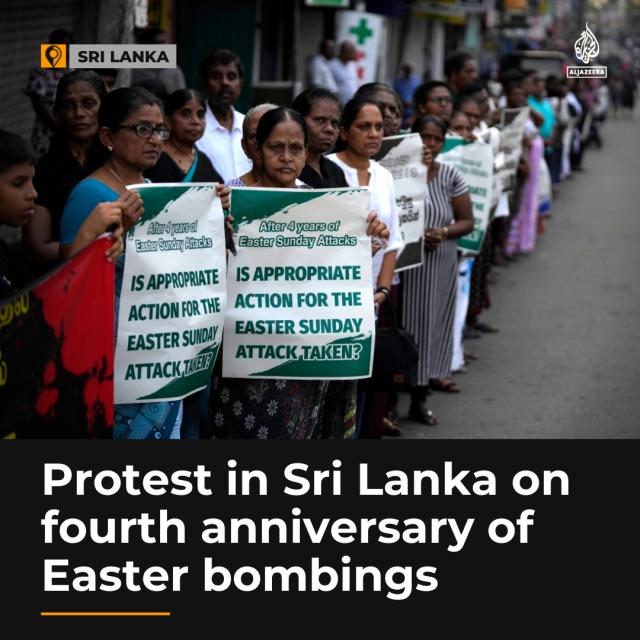 SRI LANKA
ALJAZEERA
After 4 years of
Easter Sunday Attacks
IS APPROPRIATE
ACTION FOR THE
EASTER SUNDAY
ATTACK TAKEN?
After 4 years of
Easter Sunday Attacks
IS APPROPRIATE
ACTION FOR THE
EASTER SUNDAY
ATTACK TAKEN?
Protest in Sri Lanka on
fourth anniversary of
Easter bombings